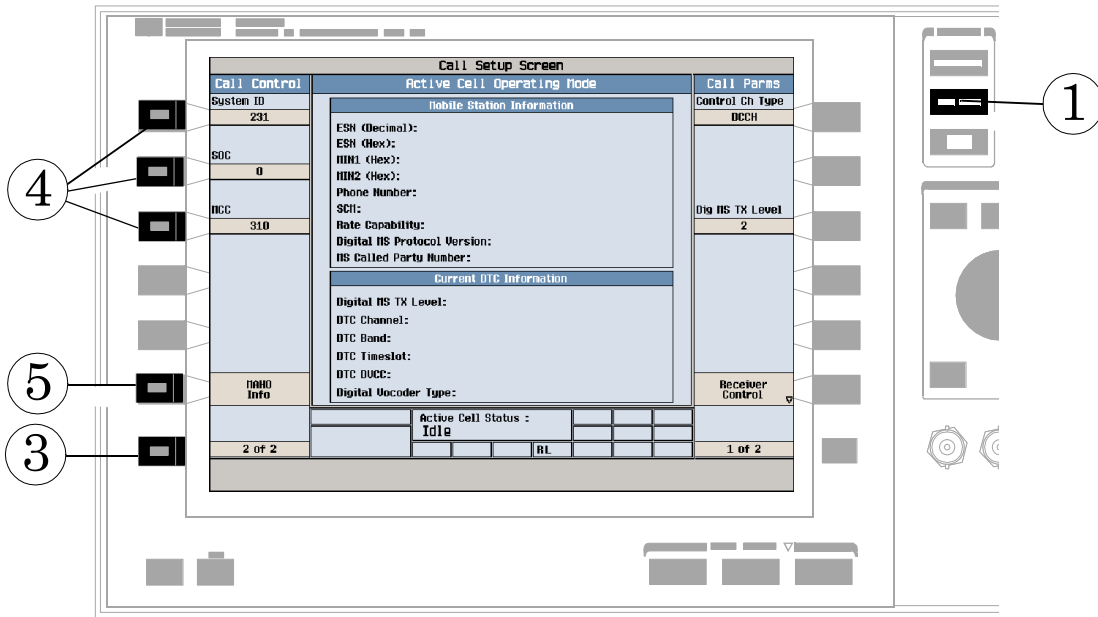 Call Setup Screen
Call Control
Active Cell Operating Mode
Call Parms
System ID
231
SOC
0
MCC
310
MAHO
Info
2 of 2
Mobile Station Information
ESN (Decimal):
ESN (Hex):
MIN1 (Hex):
MIN2 (Hex):
Phone Number:
SCM:
Rate Capability:
Digital MS Protocol Version:
MS Called Party Number:
Current DTC Information
Digital MS TX Level:
DTC Channel:
DTC Band:
DTC Timeslot:
DTC DVCC:
Digital Vocoder Type:
Active Cell Status :
Idle
RL
Control Ch Type
DCCH
Dig MS TX Level
2
Receiver
Control
1 of 2
1
4
5
3